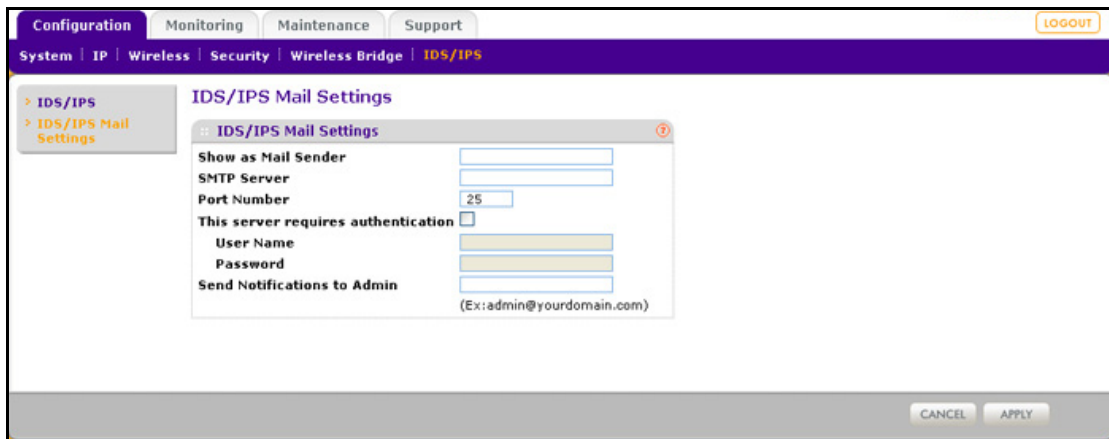 Configuration Monitoring Maintenance Support LOGOUT
System IP Wireless Security Wireless Bridge IDS/IPS
IDS/IPS
IDS/IPS Mail
Settings
IDS/IPS Mail Settings
IDS/IPS Mail Settings ?
Show as Mail Sender
SMTP Server
Port Number 25
This server requires authentication
User Name
Password
Send Notifications to Admin
(Ex:admin@yourdomain.com)
CANCEL APPLY